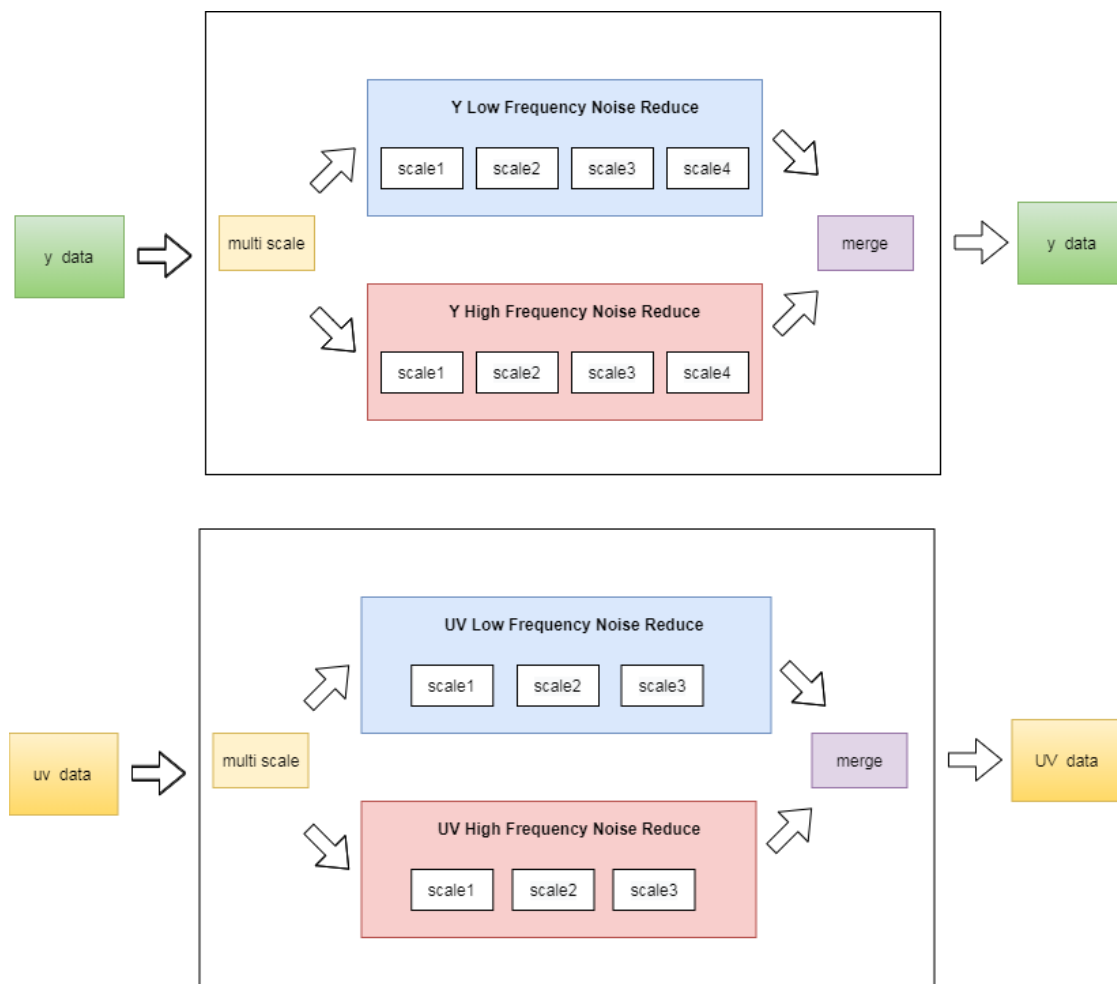 Y Low Frequency Noise Reduce
scale1 scale2 scale3 scale4
y data
multi scale
merge
y data
Y High Frequency Noise Reduce
scale1 scale2 scale3 scale4
UV Low Frequency Noise Reduce
scale1 scale2 scale3
uv data
multi scale
merge
UV data
UV High Frequency Noise Reduce
scale1 scale2 scale3